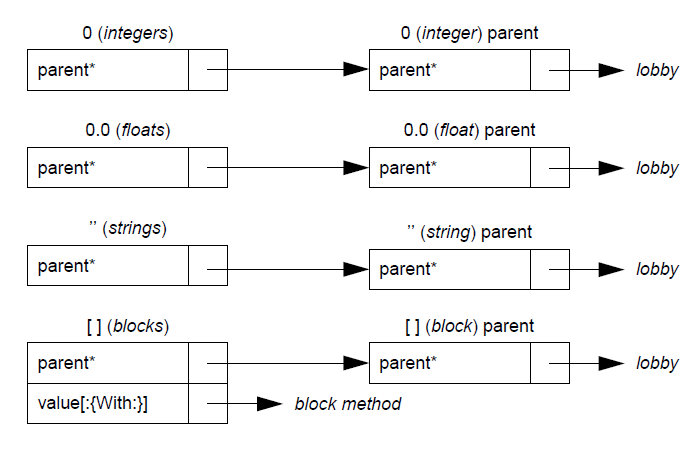 0 (integers) 0 (integer) parent
parent* parent* lobby
0.0 (floats) 0.0 (float) parent
parent* parent* lobby
’’ (strings) ’’ (string) parent
parent* parent* lobby
[ ] (blocks) [ ] (block) parent
parent* parent* lobby
value[:{With:}] block method